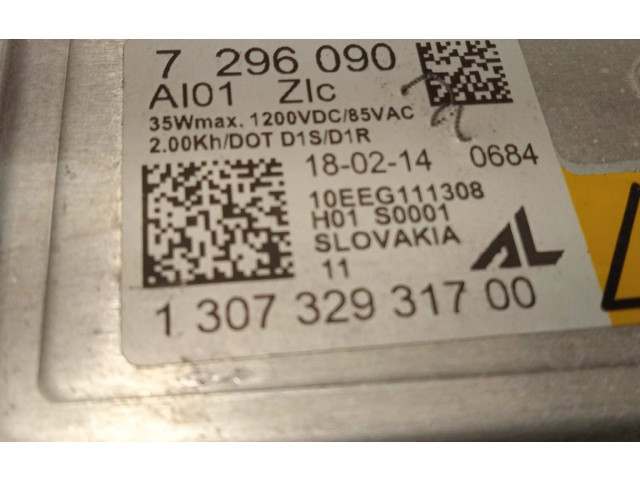 7 296 090
AI01 ZIc
35Wmax. 1200VDC/85VAC
2.00Kh/DOT D1S/D1R
18-02-14 0684
10EEG111308
H01 S0001
SLOVAKIA
11
AL
1 307 329 317 00